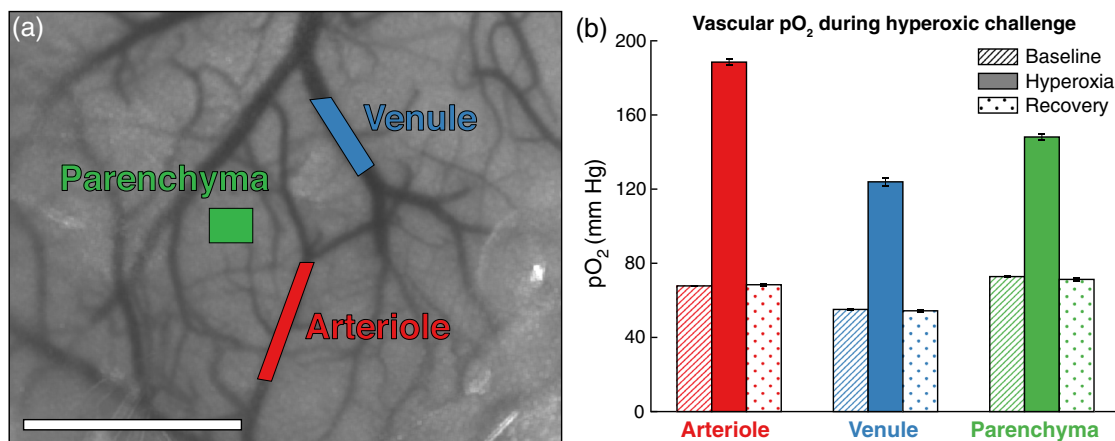 (a)
Venule
Parenchyma
Arteriole
(b)
Vascular pO₂ during hyperoxic challenge
Baseline
Hyperoxia
Recovery
pO₂ (mm Hg)
200
160
120
80
40
0
Arteriole
Venule
Parenchyma